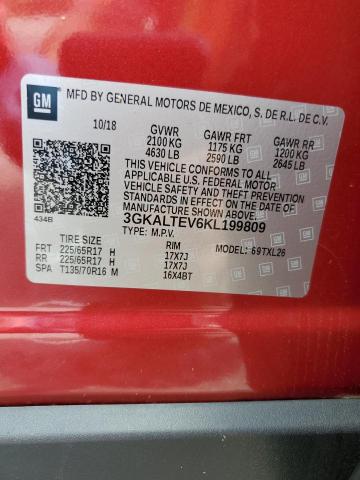 GM MFD BY GENERAL MOTORS DE MEXICO, S. DE R.L. DE C.V.
10/18 GVWR GAWR FRT GAWR RR
2100 KG 1175 KG 1200 KG
4630 LB 2590 LB 2645 LB
THIS VEHICLE CONFORMS TO ALL
APPLICABLE U.S. FEDERAL MOTOR
VEHICLE SAFETY AND THEFT
PREVENTION STANDARDS IN EFFECT
ON THE DATE OF MANUFACTURE
SHOWN ABOVE.
434B 3GKALTEV6KL199809
TYPE: M.P.V.
TIRE SIZE RIM MODEL: 69TXL26
FRT 225/65R17 H 17X7J
RR 225/65R17 H 17X7J
SPA T135/70R16 M 16X4BT